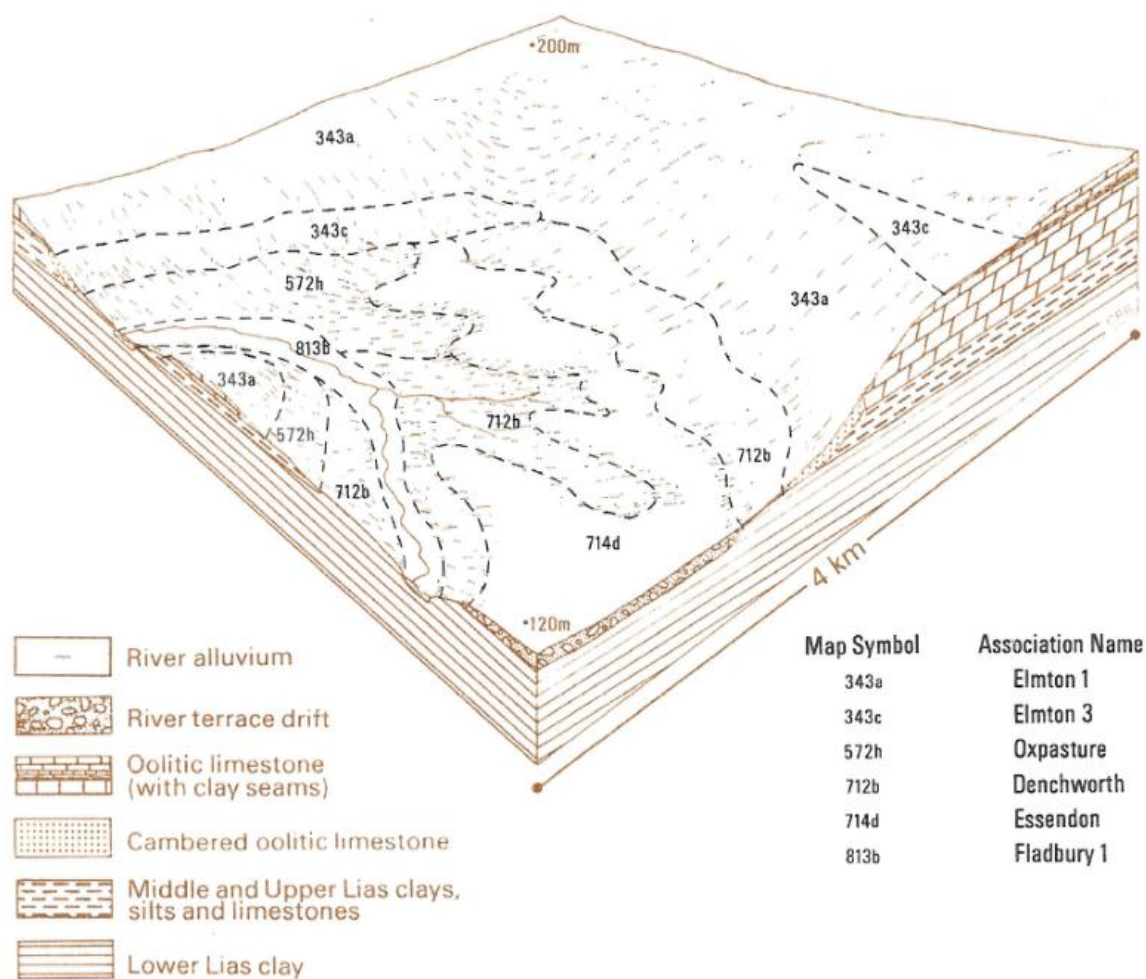 •200m
343a
343c
343c
572h
343a
813b
343a
712b
572h
712b
712b
714d
4 km
•120m
River alluvium
River terrace drift
Oolitic limestone
(with clay seams)
Cambered oolitic limestone
Middle and Upper Lias clays,
silts and limestones
Lower Lias clay
Map Symbol Association Name
343a Elmton 1
343c Elmton 3
572h Oxpasture
712b Denchworth
714d Essendon
813b Fladbury 1